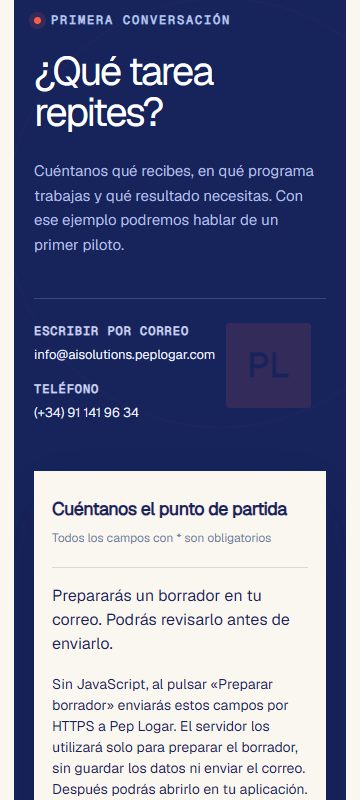 PRIMERA CONVERSACIÓN
¿Qué tarea
repites?
Cuéntanos qué recibes, en qué programa
trabajas y qué resultado necesitas. Con
ese ejemplo podremos hablar de un
primer piloto.
ESCRIBIR POR CORREO
info@aisolutions.peplogar.com
PL
TELÉFONO
(+34) 91 141 96 34
Cuéntanos el punto de partida
Todos los campos con * son obligatorios
Prepararás un borrador en tu
correo. Podrás revisarlo antes de
enviarlo.
Sin JavaScript, al pulsar «Preparar
borrador» enviarás estos campos por
HTTPS a Pep Logar. El servidor los
utilizará solo para preparar el borrador,
sin guardar los datos ni enviar el correo.
Después podrás abrirlo en tu aplicación.